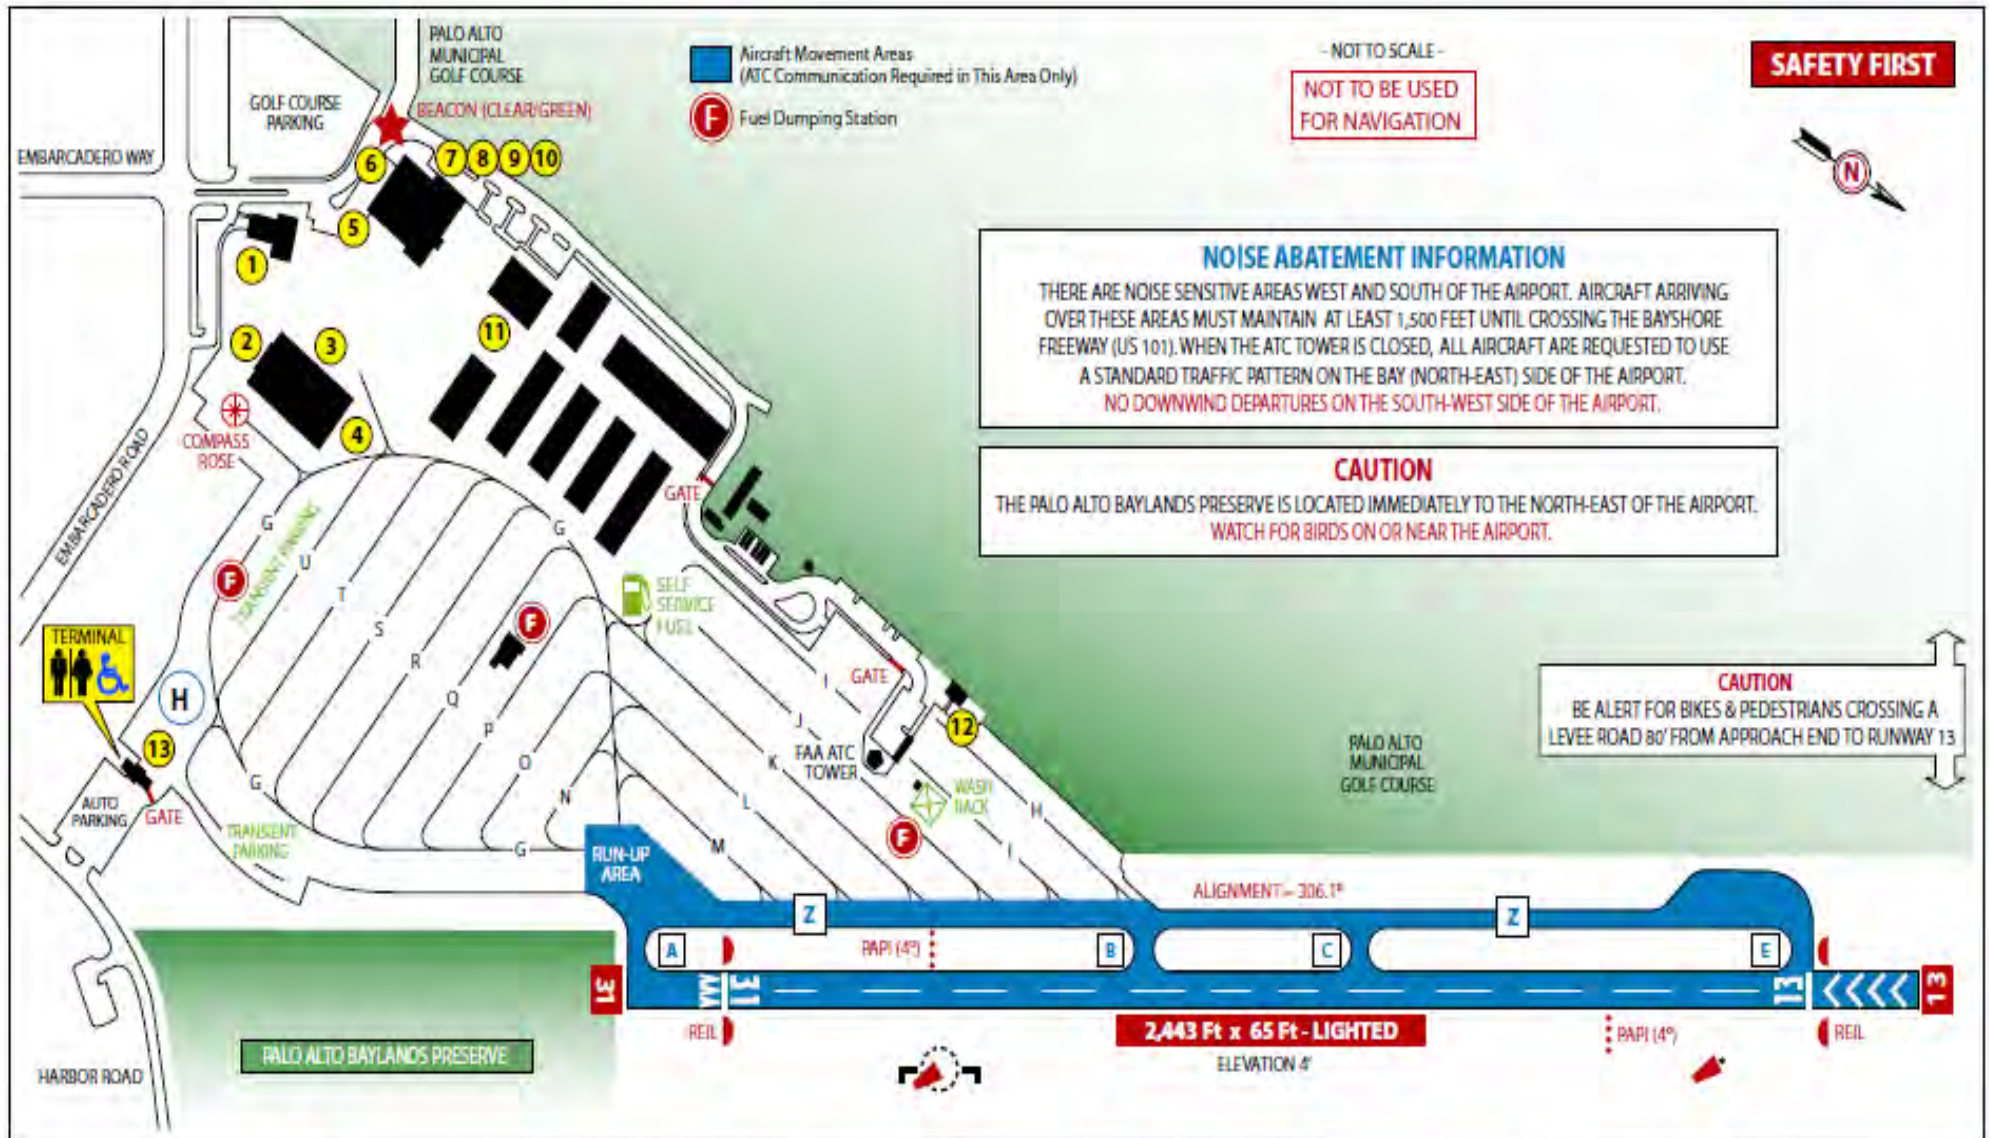 PALO ALTO
MUNICIPAL
GOLF COURSE
GOLF COURSE
PARKING
BEACON (CLEAR/GREEN)
EMBARCADERO WAY
Aircraft Movement Areas
(ATC Communication Required in This Area Only)
F
Fuel Dumping Station
- NOT TO SCALE -
NOT TO BE USED
FOR NAVIGATION
SAFETY FIRST
N
6
7
8
9
10
5
1
2
3
4
11
NOISE ABATEMENT INFORMATION
THERE ARE NOISE SENSITIVE AREAS WEST AND SOUTH OF THE AIRPORT. AIRCRAFT ARRIVING
OVER THESE AREAS MUST MAINTAIN AT LEAST 1,500 FEET UNTIL CROSSING THE BAYSHORE
FREEWAY (US 101). WHEN THE ATC TOWER IS CLOSED, ALL AIRCRAFT ARE REQUESTED TO USE
A STANDARD TRAFFIC PATTERN ON THE BAY (NORTH-EAST) SIDE OF THE AIRPORT.
NO DOWNWIND DEPARTURES ON THE SOUTH-WEST SIDE OF THE AIRPORT.
CAUTION
THE PALO ALTO BAYLANDS PRESERVE IS LOCATED IMMEDIATELY TO THE NORTH-EAST OF THE AIRPORT.
WATCH FOR BIRDS ON OR NEAR THE AIRPORT.
COMPASS
ROSE
EMBARCADERO ROAD
GATE
G
TRANSIENT PARKING
G
U
T
S
R
Q
P
O
N
F
F
SELF
SERVICE
FUEL
TERMINAL
H
13
AUTO
PARKING
GATE
G
TRANSIENT
PARKING
G
RUN-UP
AREA
GATE
I
J
K
L
M
12
FAA ATC
TOWER
WASH
RACK
F
H
I
PALO ALTO
MUNICIPAL
GOLF COURSE
CAUTION
BE ALERT FOR BIKES & PEDESTRIANS CROSSING A
LEVEE ROAD 80' FROM APPROACH END TO RUNWAY 13
ALIGNMENT – 306.1°
Z
Z
A
PAPI (4°)
B
C
E
31
31
13
13
REIL
2,443 Ft x 65 Ft - LIGHTED
ELEVATION 4'
PAPI (4°)
REIL
PALO ALTO BAYLANDS PRESERVE
HARBOR ROAD